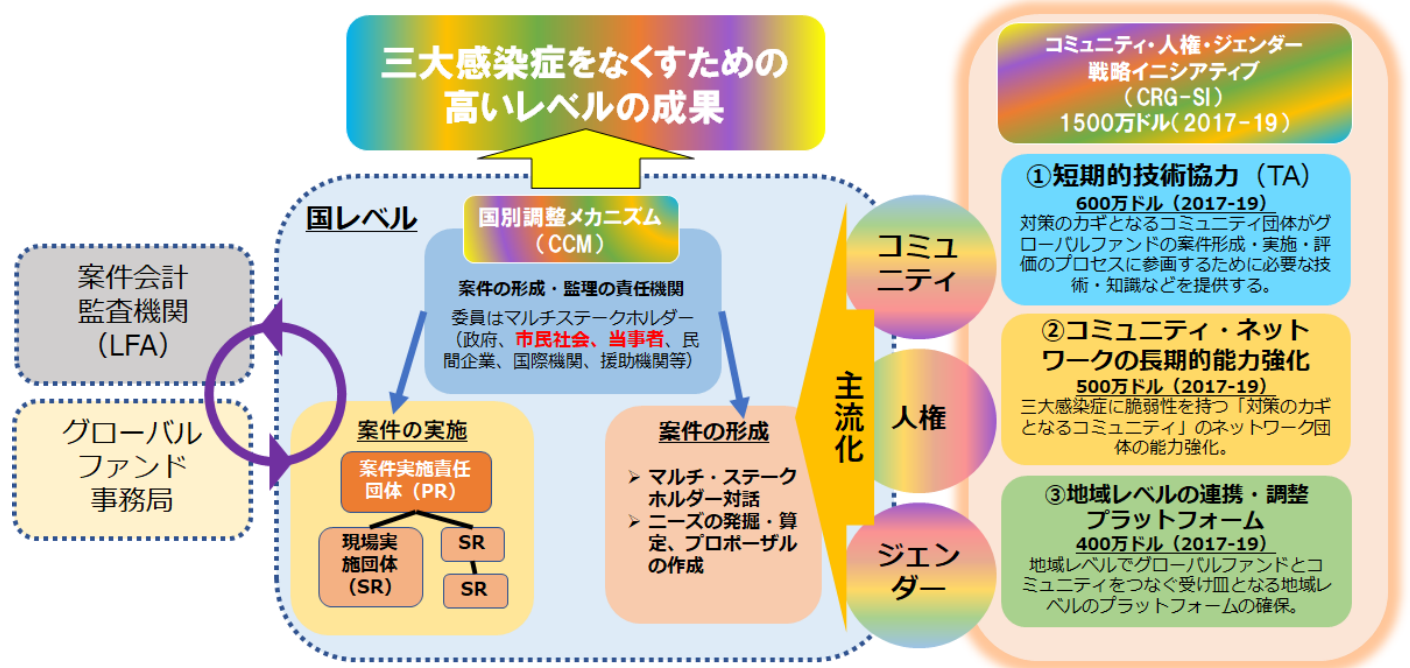 三大感染症をなくすための
高いレベルの成果
国レベル
国別調整メカニズム
（CCM）
案件の形成・監理の責任機関
委員はマルチステークホルダー
（政府、市民社会、当事者、民
間企業、国際機関、援助機関等）
案件会計
監査機関
（LFA）
グローバル
ファンド
事務局
案件の実施
案件実施責任
団体（PR）
現場実
施団体
（SR）
SR
SR
案件の形成
➢ マルチ・ステーク
ホルダー対話
➢ ニーズの発掘・算
定、プロポーザル
の作成
主流化
コミュ
ニティ
人権
ジェン
ダー
コミュニティ・人権・ジェンダー
戦略イニシアティブ
（CRG-SI）
1500万ドル（2017-19）
①短期的技術協力（TA）
600万ドル（2017-19）
対策のカギとなるコミュニティ団体がグ
ローバルファンドの案件形成・実施・評
価のプロセスに参画するために必要な技
術・知識などを提供する。
②コミュニティ・ネット
ワークの長期的能力強化
500万ドル（2017-19）
三大感染症に脆弱性を持つ「対策のカギ
となるコミュニティ」のネットワーク団
体の能力強化。
③地域レベルの連携・調整
プラットフォーム
400万ドル（2017-19）
地域レベルでグローバルファンドとコ
ミュニティをつなぐ受け皿となる地域レ
ベルのプラットフォームの確保。